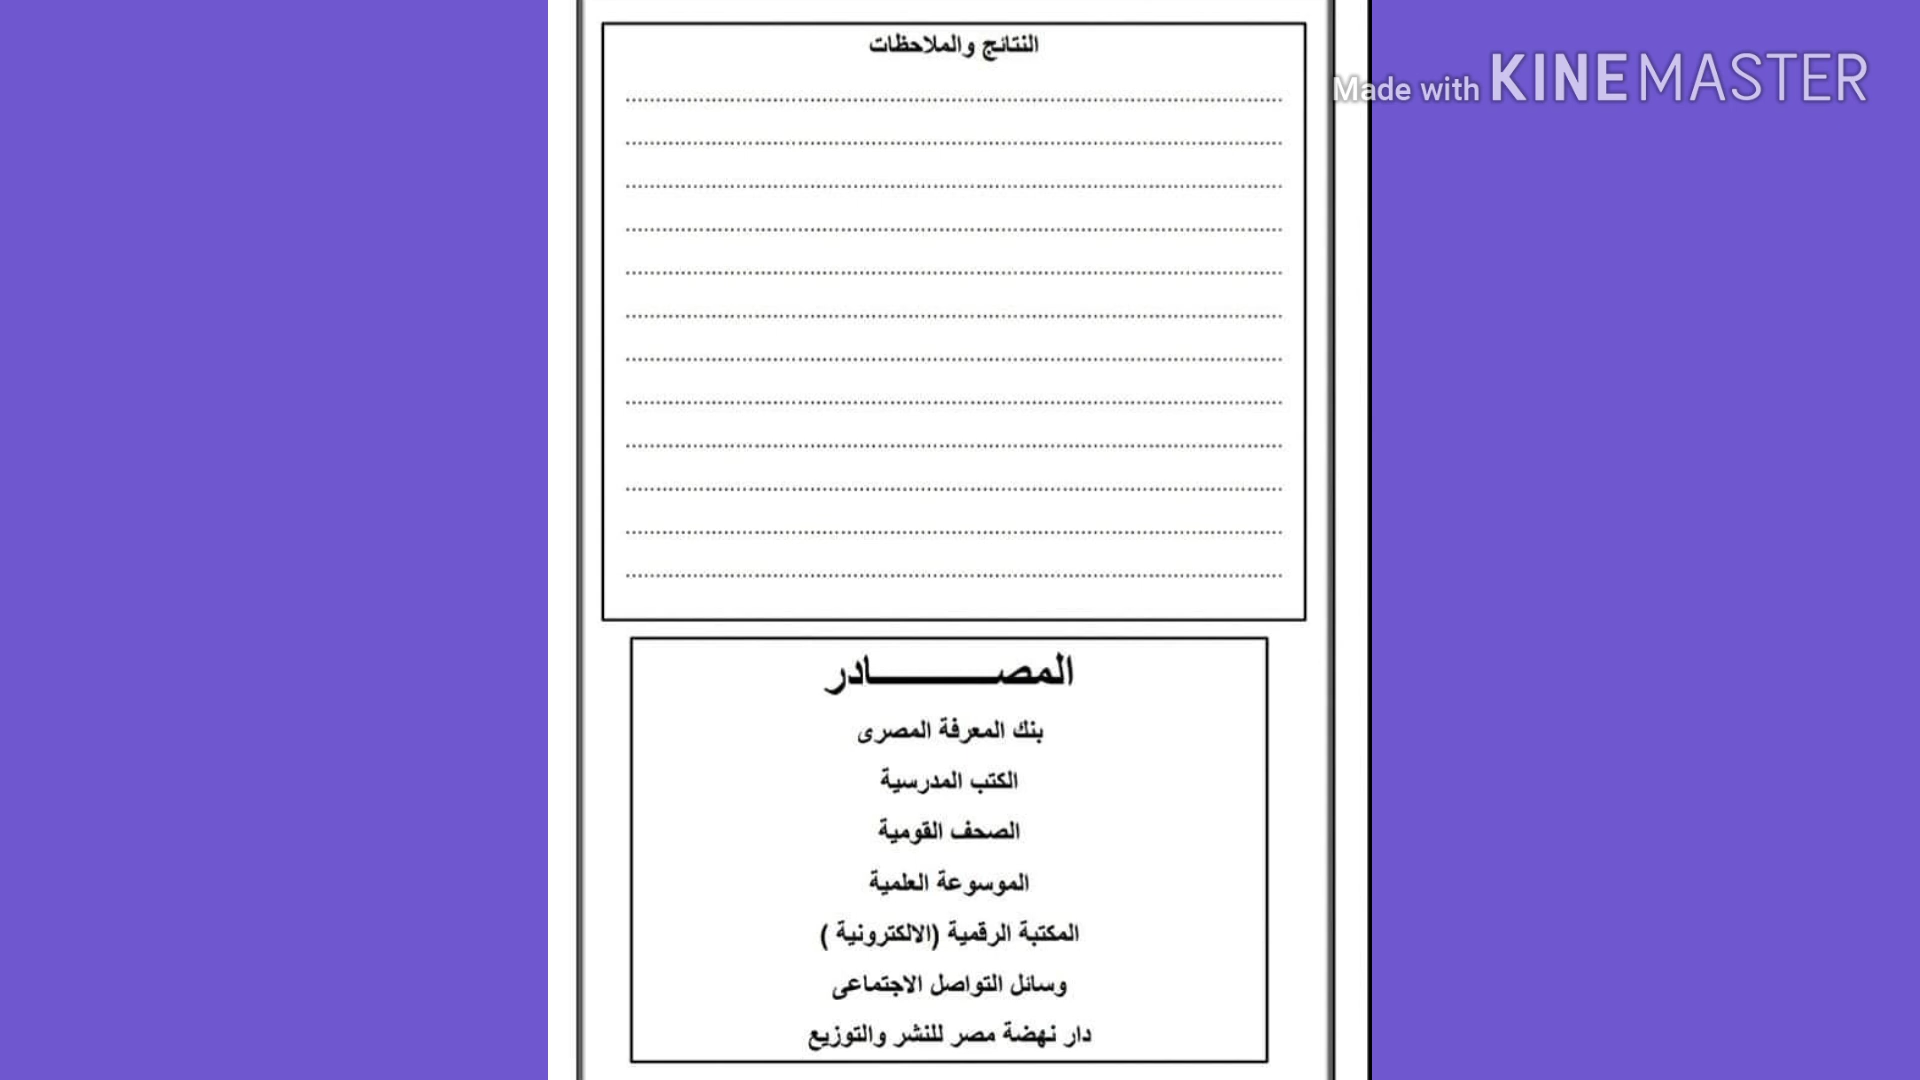 النتائج والملاحظات
Made with KINEMASTER
المصـــــــــــادر
بنك المعرفة المصرى
الكتب المدرسية
الصحف القومية
الموسوعة العلمية
المكتبة الرقمية (الالكترونية )
وسائل التواصل الاجتماعى
دار نهضة مصر للنشر والتوزيع